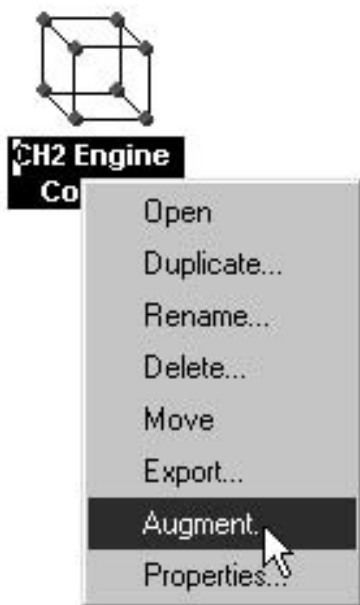 CH2 Engine
Co
Open
Duplicate...
Rename...
Delete...
Move
Export...
Augment..
Properties...